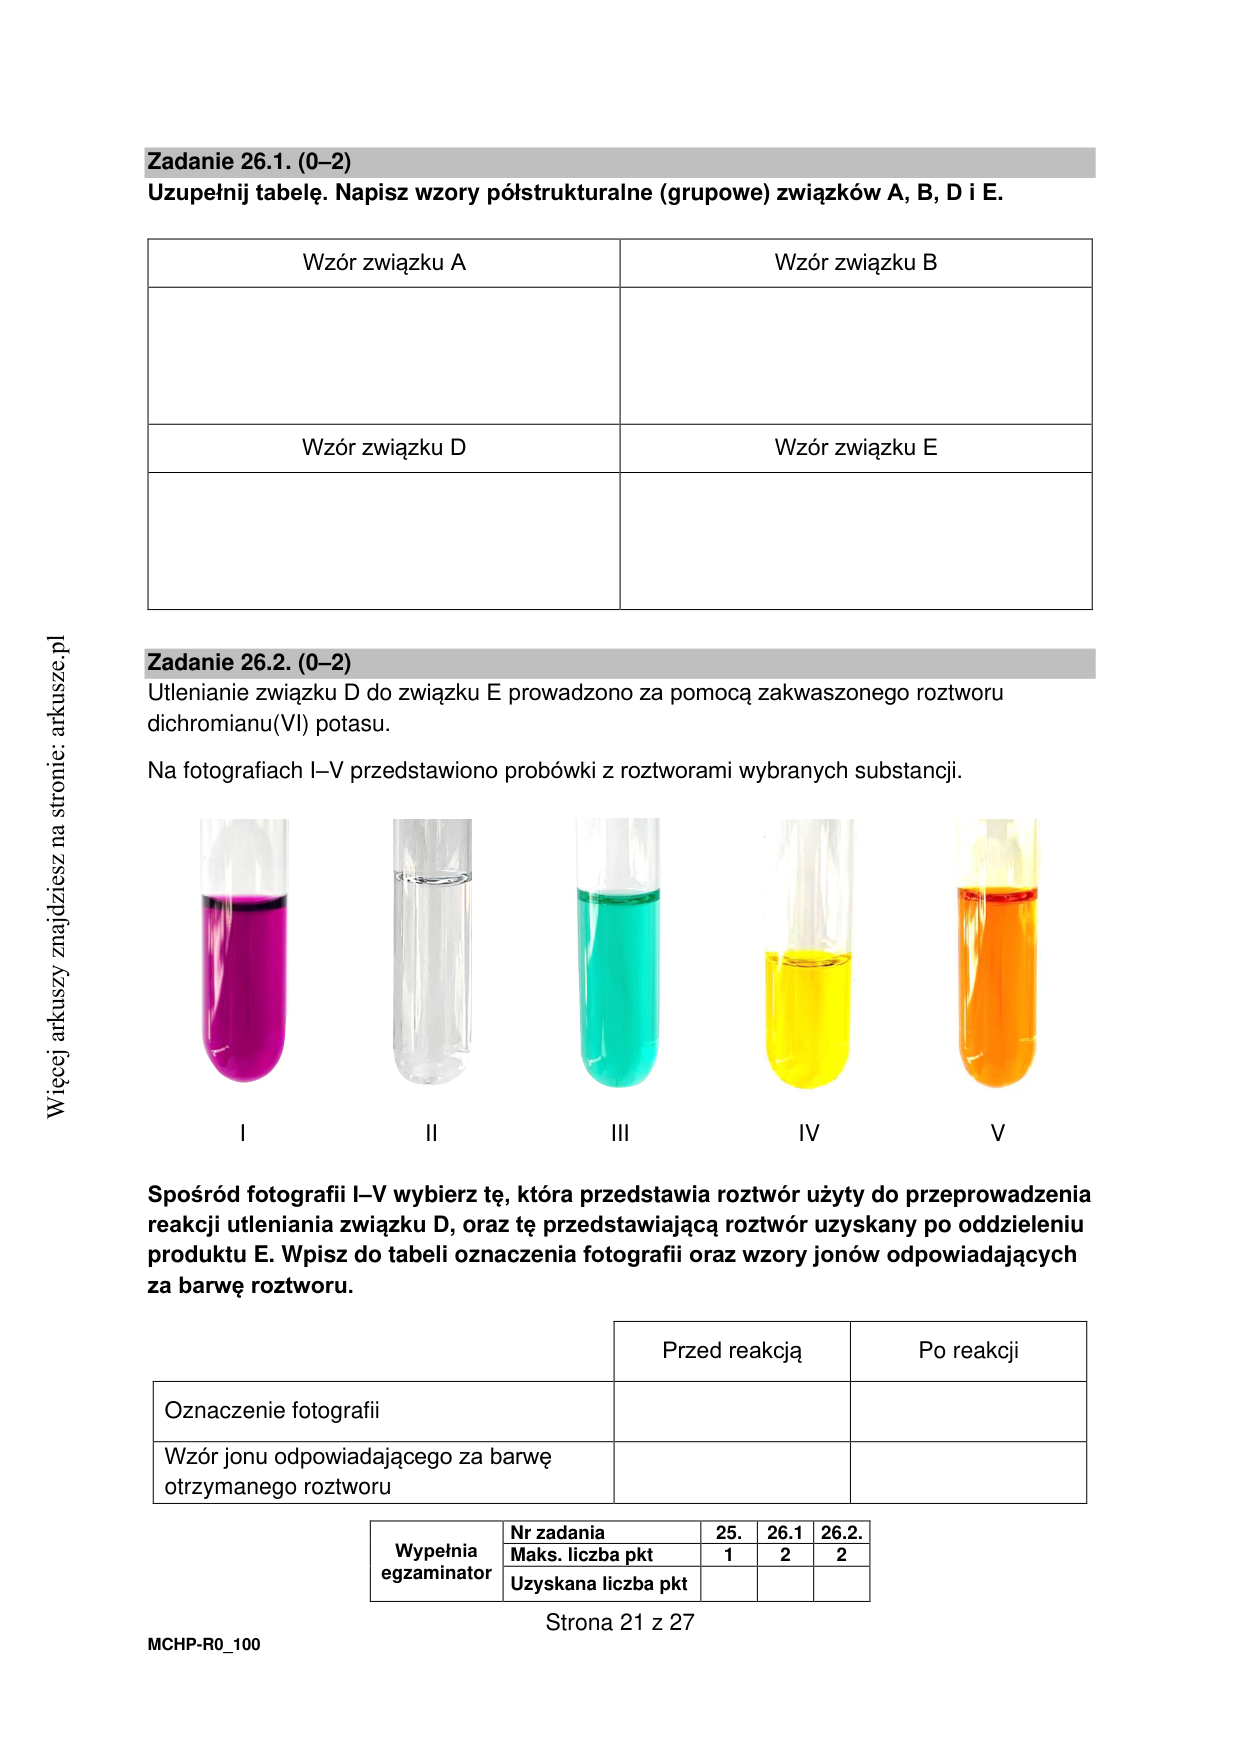 Zadanie 26.1. (0–2)
Uzupełnij tabelę. Napisz wzory półstrukturalne (grupowe) związków A, B, D i E.
Wzór związku A
Wzór związku B
Wzór związku D
Wzór związku E
Zadanie 26.2. (0–2)
Utlenianie związku D do związku E prowadzono za pomocą zakwaszonego roztworu
dichromianu(VI) potasu.
Na fotografiach I–V przedstawiono probówki z roztworami wybranych substancji.
I
II
III
IV
V
Spośród fotografii I–V wybierz tę, która przedstawia roztwór użyty do przeprowadzenia
reakcji utleniania związku D, oraz tę przedstawiającą roztwór uzyskany po oddzieleniu
produktu E. Wpisz do tabeli oznaczenia fotografii oraz wzory jonów odpowiadających
za barwę roztworu.
Przed reakcją
Po reakcji
Oznaczenie fotografii
Wzór jonu odpowiadającego za barwę
otrzymanego roztworu
Wypełnia
egzaminator
Nr zadania 25. 26.1 26.2.
Maks. liczba pkt 1 2 2
Uzyskana liczba pkt
Strona 21 z 27
MCHP-R0_100
Więcej arkuszy znajdziesz na stronie: arkusze.pl